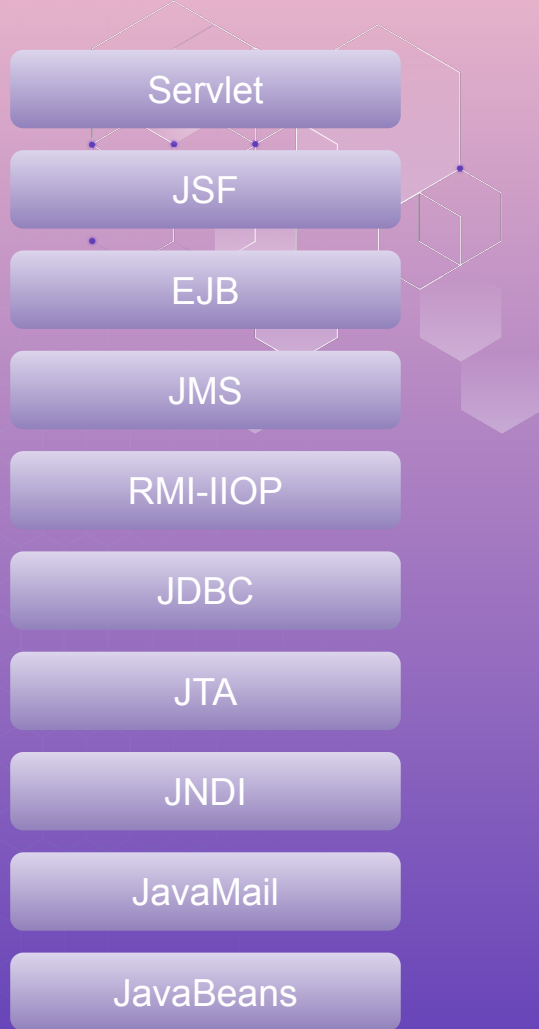 Servlet
JSF
EJB
JMS
RMI-IIOP
JDBC
JTA
JNDI
JavaMail
JavaBeans